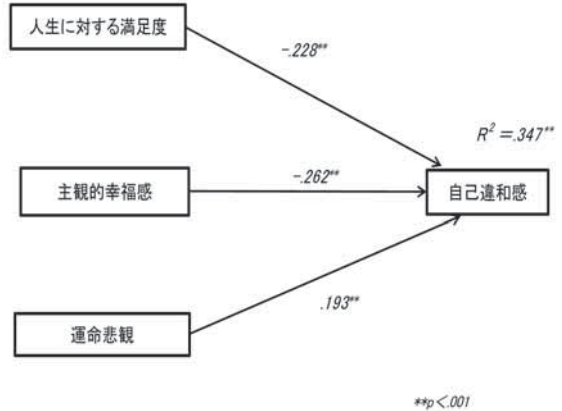 人生に対する満足度
-.228**
R² =.347**
主観的幸福感
-.262**
自己違和感
.193**
運命悲観
**p<.001